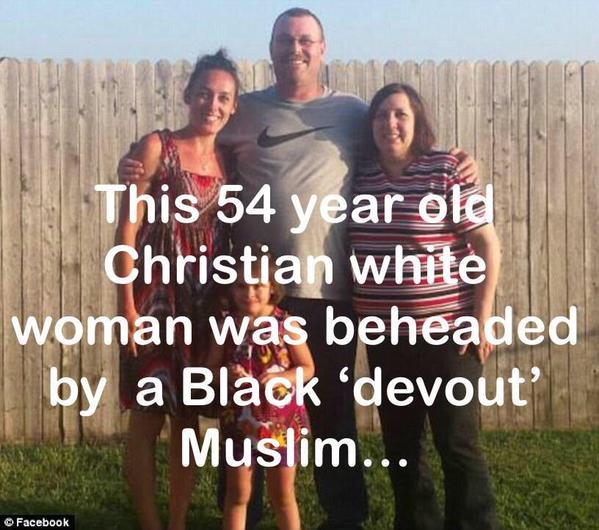 This 54 year old
Christian white
woman was beheaded
by a Black ‘devout’
Muslim...
© Facebook